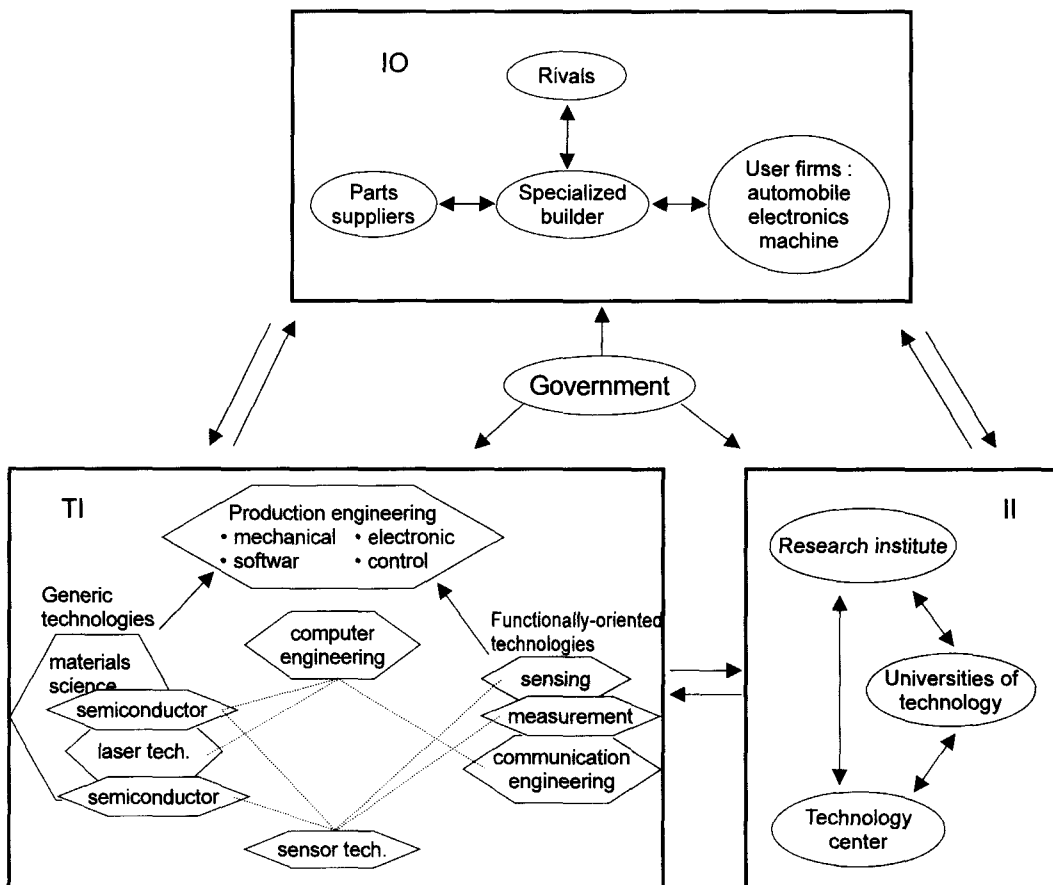 IO
Rivals
Parts
suppliers
Specialized
builder
User firms :
automobile
electronics
machine
Government
TI
Production engineering
• mechanical • electronic
• softwar • control
Generic
technologies
materials
science
semiconductor
laser tech.
semiconductor
computer
engineering
sensor tech.
Functionally-oriented
technologies
sensing
measurement
communication
engineering
II
Research institute
Universities of
technology
Technology
center